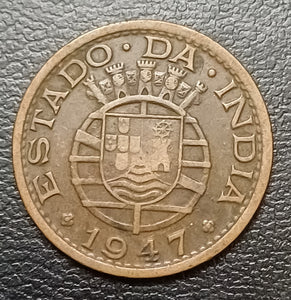 ESTADO · DA · INDIA
1947